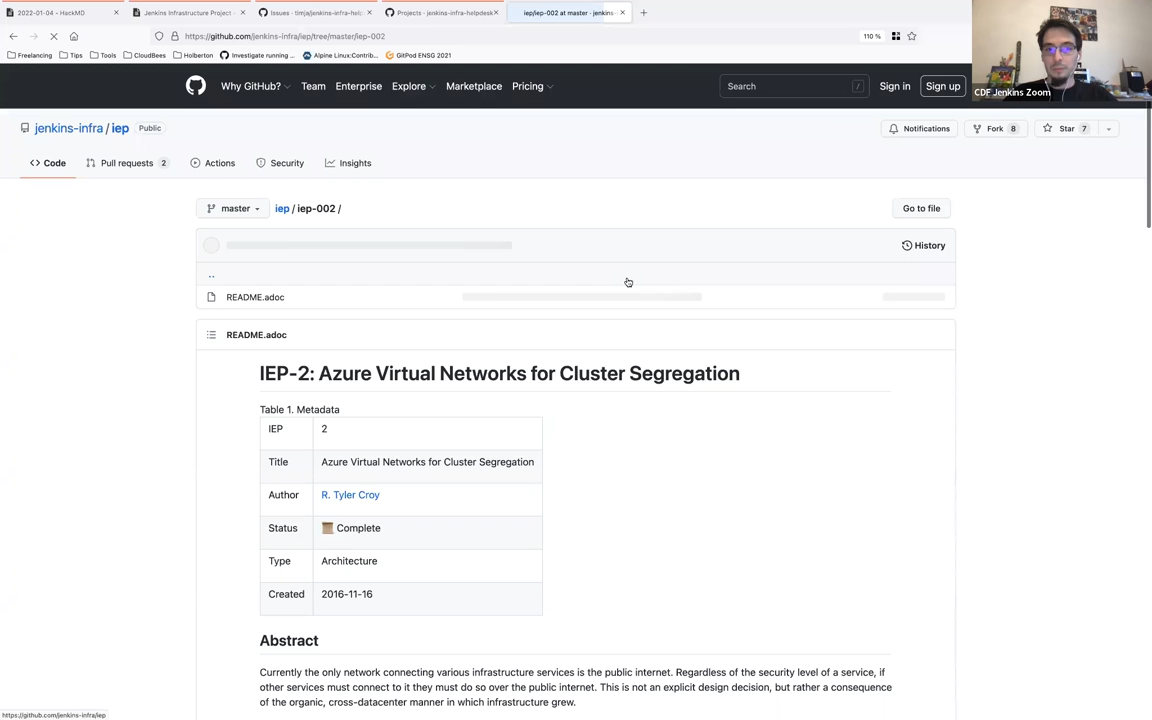 2022-01-04 - HackMD
Jenkins Infrastructure Project -
Issues · timja/jenkins-infra-help
Projects · jenkins-infra-helpdesk
iep/iep-002 at master · jenkins-
https://github.com/jenkins-infra/iep/tree/master/iep-002
110 %
Freelancing
Tips
Tools
CloudBees
Holberton
Investigate running ...
Alpine Linux:Contrib...
GitPod ENSG 2021
Why GitHub?
Team
Enterprise
Explore
Marketplace
Pricing
Search
/
Sign in
Sign up
CDF Jenkins Zoom
jenkins-infra / iep
Public
Notifications
Fork 8
Star 7
Code
Pull requests 2
Actions
Security
Insights
master
iep / iep-002 /
Go to file
History
..
README.adoc
README.adoc
IEP-2: Azure Virtual Networks for Cluster Segregation
Table 1. Metadata
IEP 2
Title Azure Virtual Networks for Cluster Segregation
Author R. Tyler Croy
Status Complete
Type Architecture
Created 2016-11-16
Abstract
Currently the only network connecting various infrastructure services is the public internet. Regardless of the security level of a service, if
other services must connect to it they must do so over the public internet. This is not an explicit design decision, but rather a consequence
of the organic, cross-datacenter manner in which infrastructure grew.
https://github.com/jenkins-infra/iep